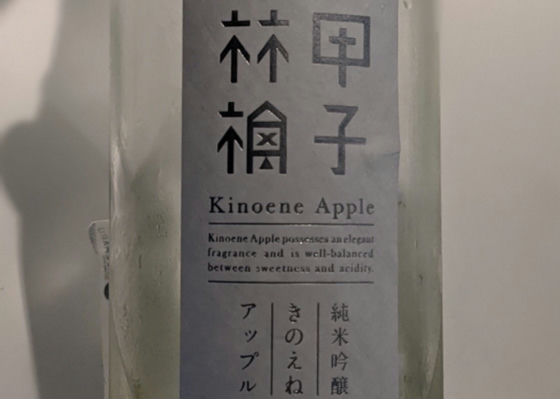 甲子
林檎
Kinoene Apple
Kinoene Apple possesses an elegant
fragrance and is well-balanced
between sweetness and acidity.
純米吟醸
きのえね
アップル